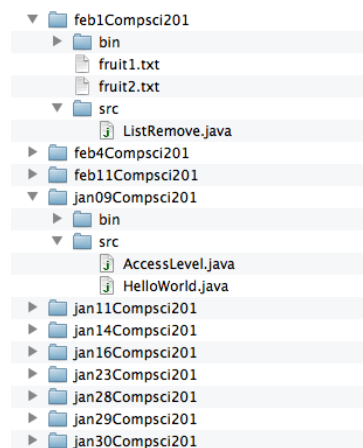 feb1Compsci201
bin
fruit1.txt
fruit2.txt
src
ListRemove.java
feb4Compsci201
feb11Compsci201
jan09Compsci201
bin
src
AccessLevel.java
HelloWorld.java
jan11Compsci201
jan14Compsci201
jan16Compsci201
jan23Compsci201
jan28Compsci201
jan29Compsci201
jan30Compsci201